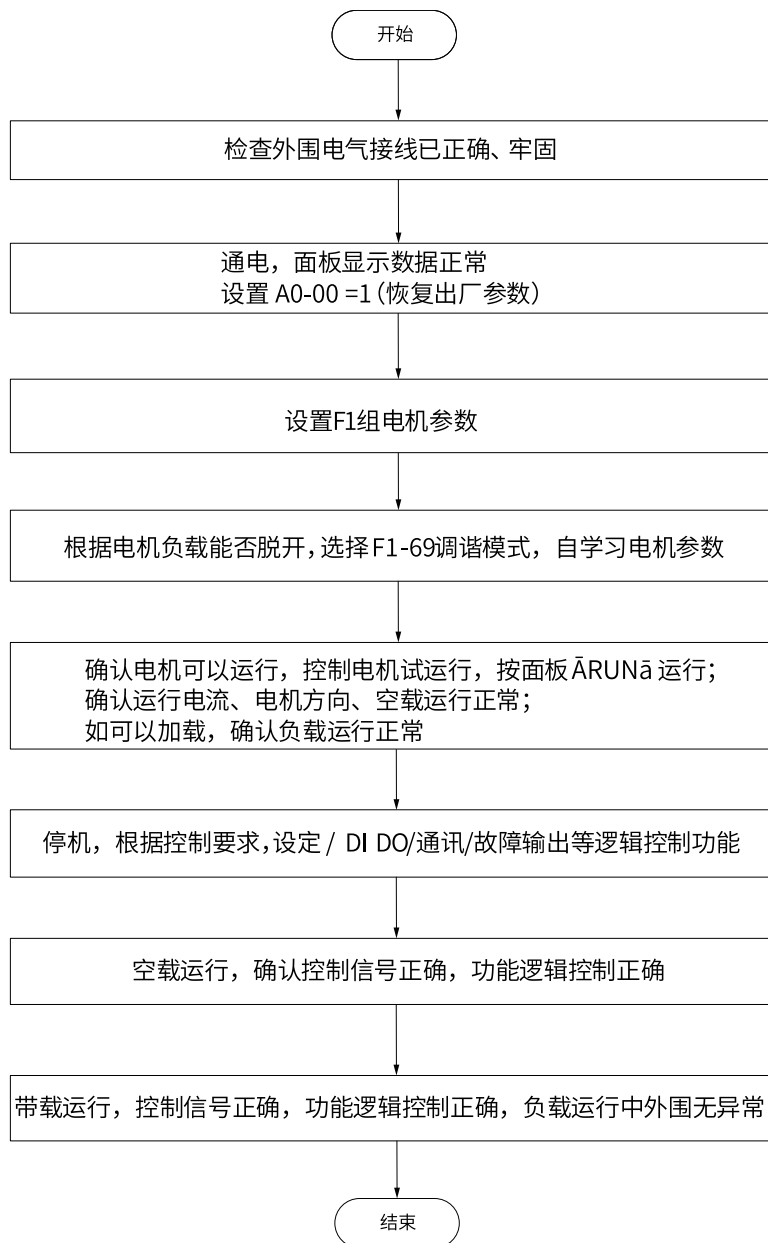 开始
检查外围电气接线已正确、牢固
通电，面板显示数据正常
设置 A0-00 =1（恢复出厂参数）
设置F1组电机参数
根据电机负载能否脱开，选择F1-69调谐模式，自学习电机参数
确认电机可以运行，控制电机试运行，按面板ĀRUNā 运行；
确认运行电流、电机方向、空载运行正常；
如可以加载，确认负载运行正常
停机，根据控制要求，设定 / DI DO/通讯/故障输出等逻辑控制功能
空载运行，确认控制信号正确，功能逻辑控制正确
带载运行，控制信号正确，功能逻辑控制正确，负载运行中外围无异常
结束